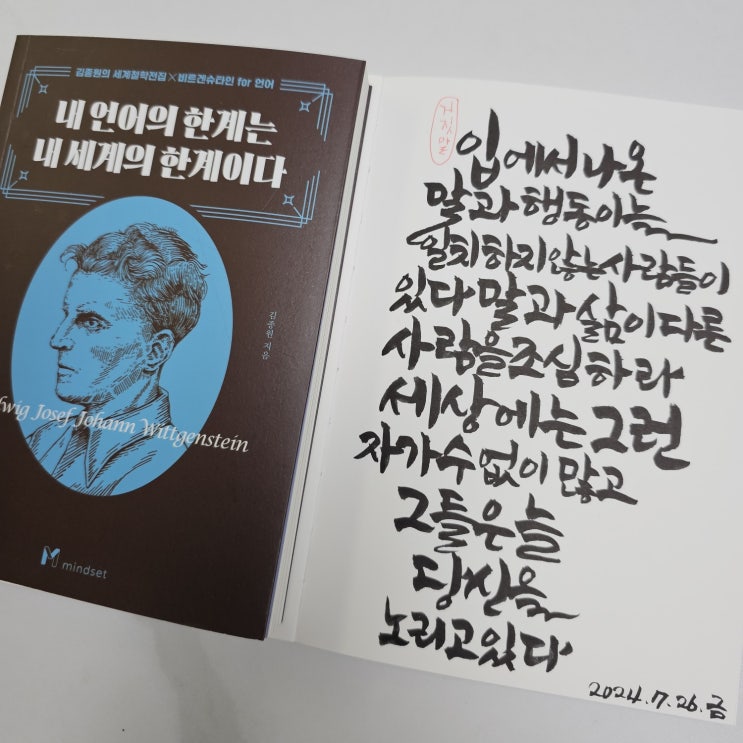 김종원의 세계철학전집 × 비트겐슈타인 for 언어
내 언어의 한계는
내 세계의 한계이다
김종원 지음
dwig Josef Johann Wittgenstein
mindset
거짓말
입에서 나온
말과 행동이 늘
일치하지 않는 사람들이
있다 말과 삶이 다른
사람을 조심하라
세상에는 그런
자가 수없이 많고
그들은 늘
당신을
노리고 있다
2024.7.26.금